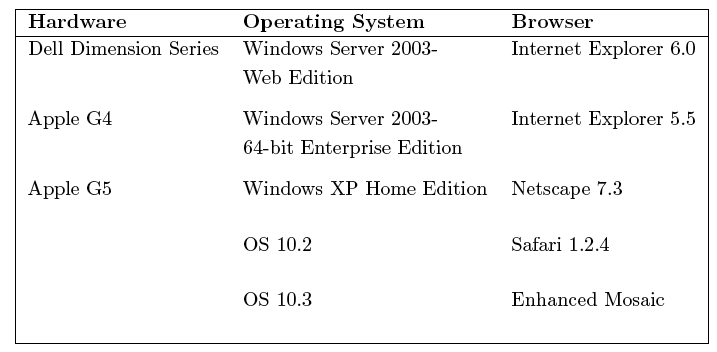 Hardware Operating System Browser
Dell Dimension Series Windows Server 2003- Internet Explorer 6.0
Web Edition
Apple G4 Windows Server 2003- Internet Explorer 5.5
64-bit Enterprise Edition
Apple G5 Windows XP Home Edition Netscape 7.3
OS 10.2 Safari 1.2.4
OS 10.3 Enhanced Mosaic